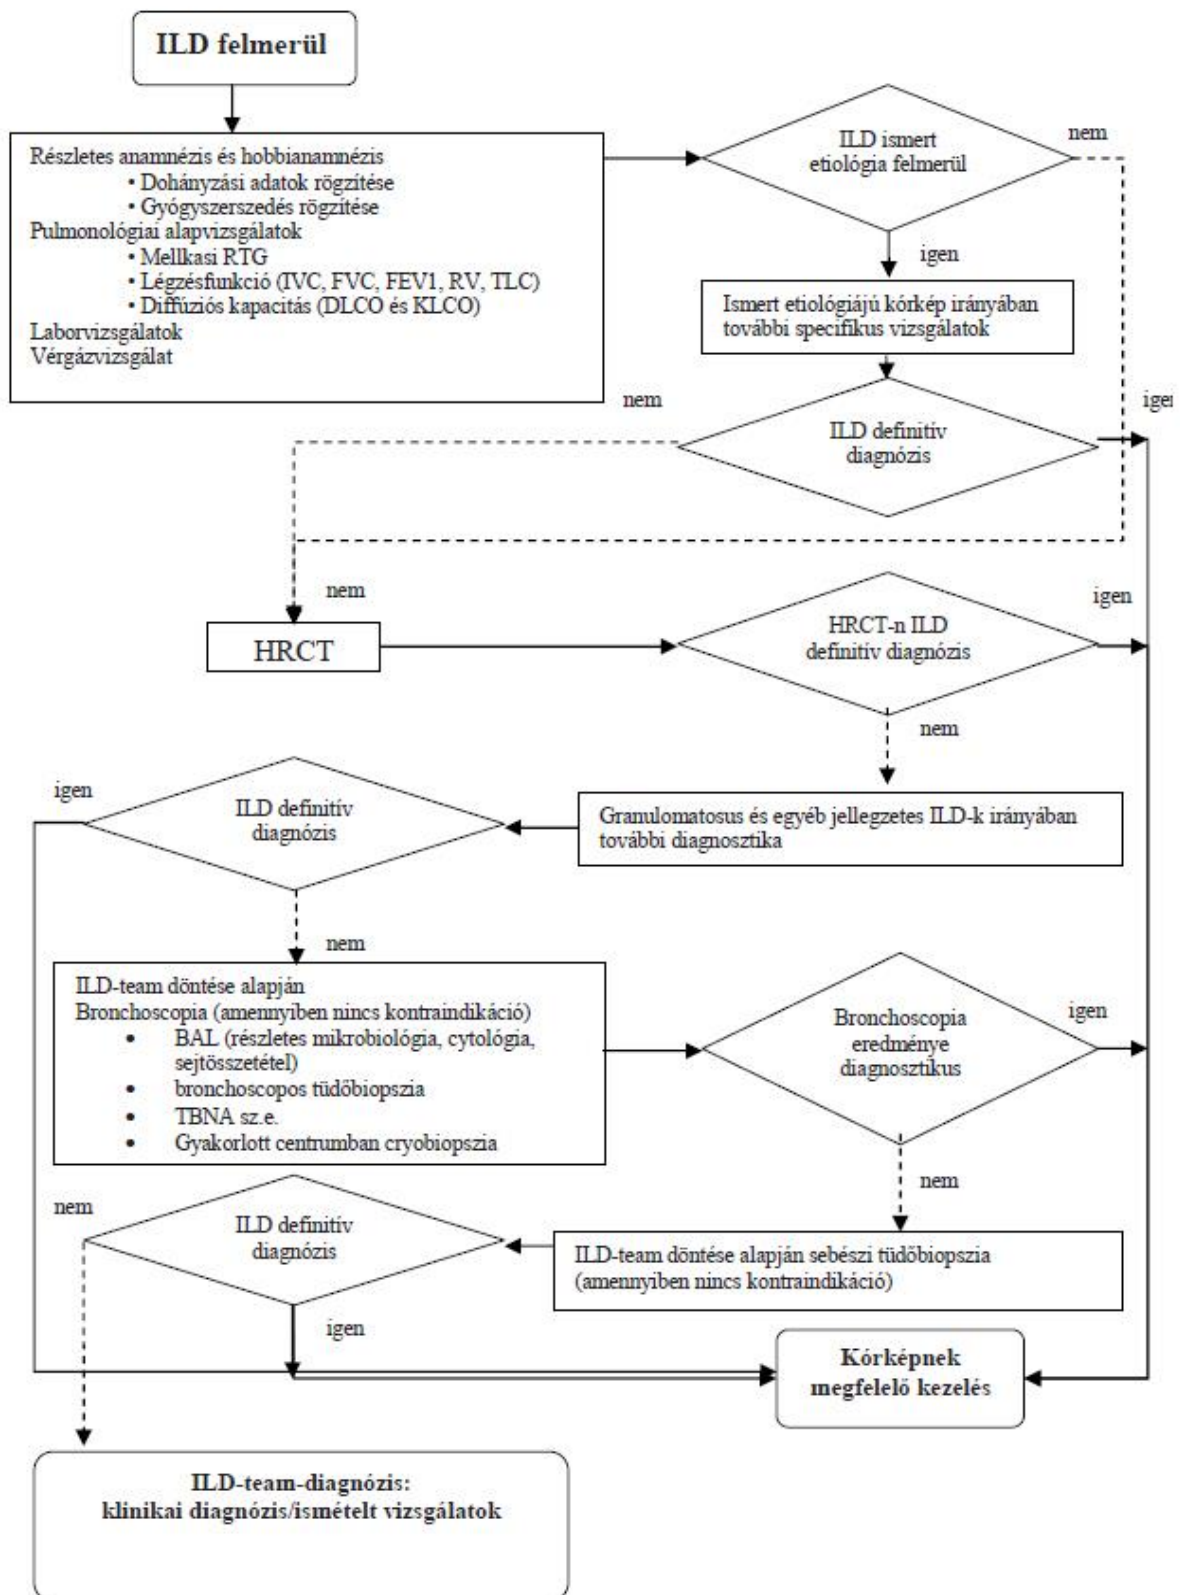 ILD felmerül
Részletes anamnézis és hobbianamnézis
• Dohányzási adatok rögzítése
• Gyógyszerszedés rögzítése
Pulmonológiai alapvizsgálatok
• Mellkasi RTG
• Légzésfunkció (IVC, FVC, FEV1, RV, TLC)
• Diffúziós kapacitás (DLCO és KLCO)
Laborvizsgálatok
Vérgázvizsgálat
ILD ismert
etiológia felmerül
nem
igen
Ismert etiológiájú kórkép irányában
további specifikus vizsgálatok
nem
igen
ILD definitív
diagnózis
nem
HRCT
HRCT-n ILD
definitív diagnózis
igen
nem
Granulomatosus és egyéb jellegzetes ILD-k irányában
további diagnosztika
igen
ILD definitív
diagnózis
nem
ILD-team döntése alapján
Bronchoscopia (amennyiben nincs kontraindikáció)
• BAL (részletes mikrobiológia, cytológia,
sejtösszetétel)
• bronchoscopos tüdőbiopszia
• TBNA sz.e.
• Gyakorlott centrumban cryobiopszia
Bronchoscopia
eredménye
diagnosztikus
igen
nem
ILD-team döntése alapján sebészi tüdőbiopszia
(amennyiben nincs kontraindikáció)
nem
ILD definitív
diagnózis
igen
Kórképnek
megfelelő kezelés
ILD-team-diagnózis:
klinikai diagnózis/ismételt vizsgálatok